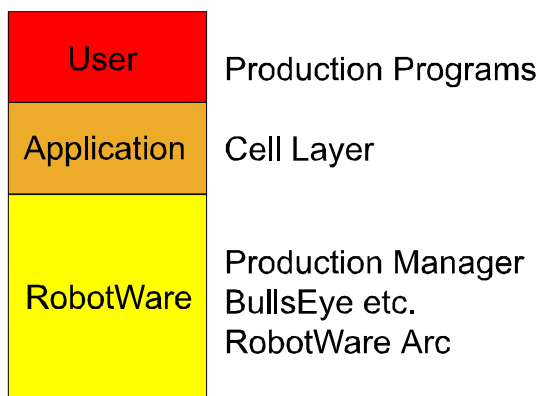 User
Production Programs
Application
Cell Layer
RobotWare
Production Manager
BullsEye etc.
RobotWare Arc